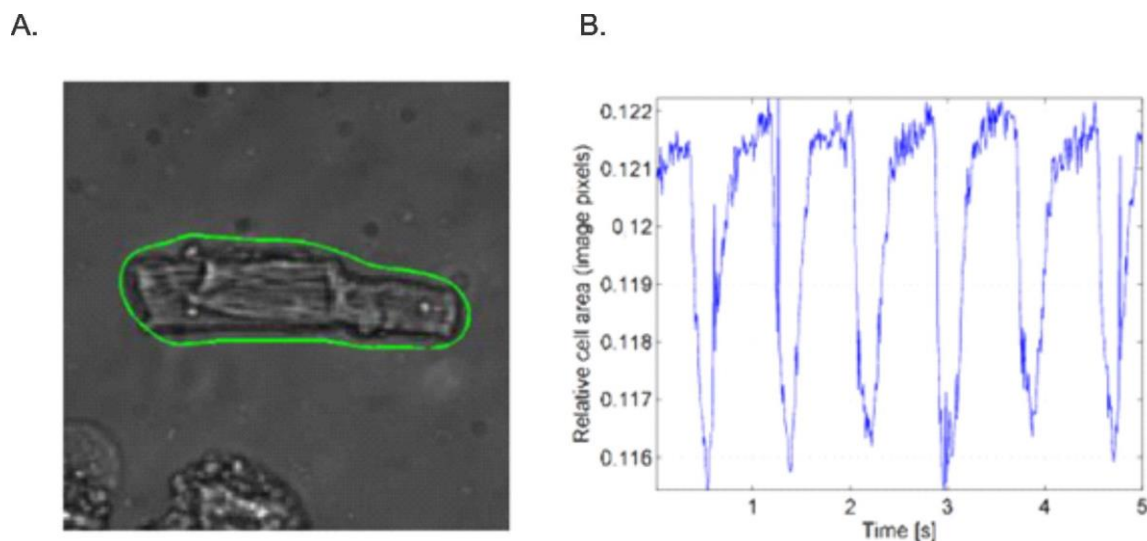 A.
B.
Relative cell area (image pixels)
0.122
0.121
0.12
0.119
0.118
0.117
0.116
1 2 3 4 5
Time [s]